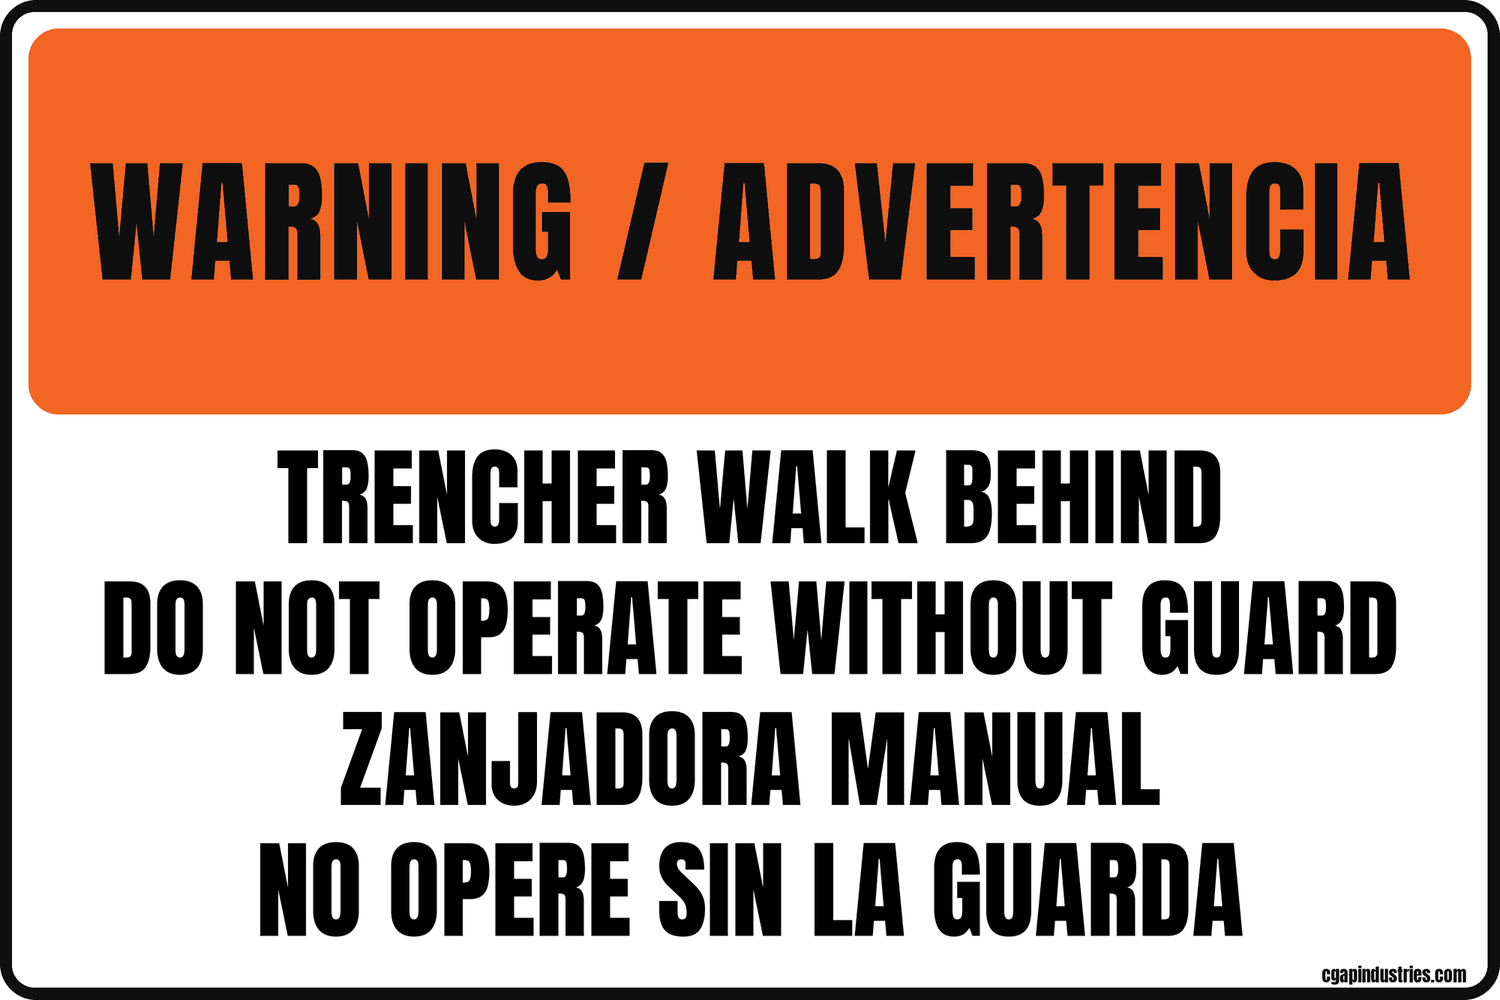 WARNING / ADVERTENCIA
TRENCHER WALK BEHIND
DO NOT OPERATE WITHOUT GUARD
ZANJADORA MANUAL
NO OPERE SIN LA GUARDA
cgapindustries.com